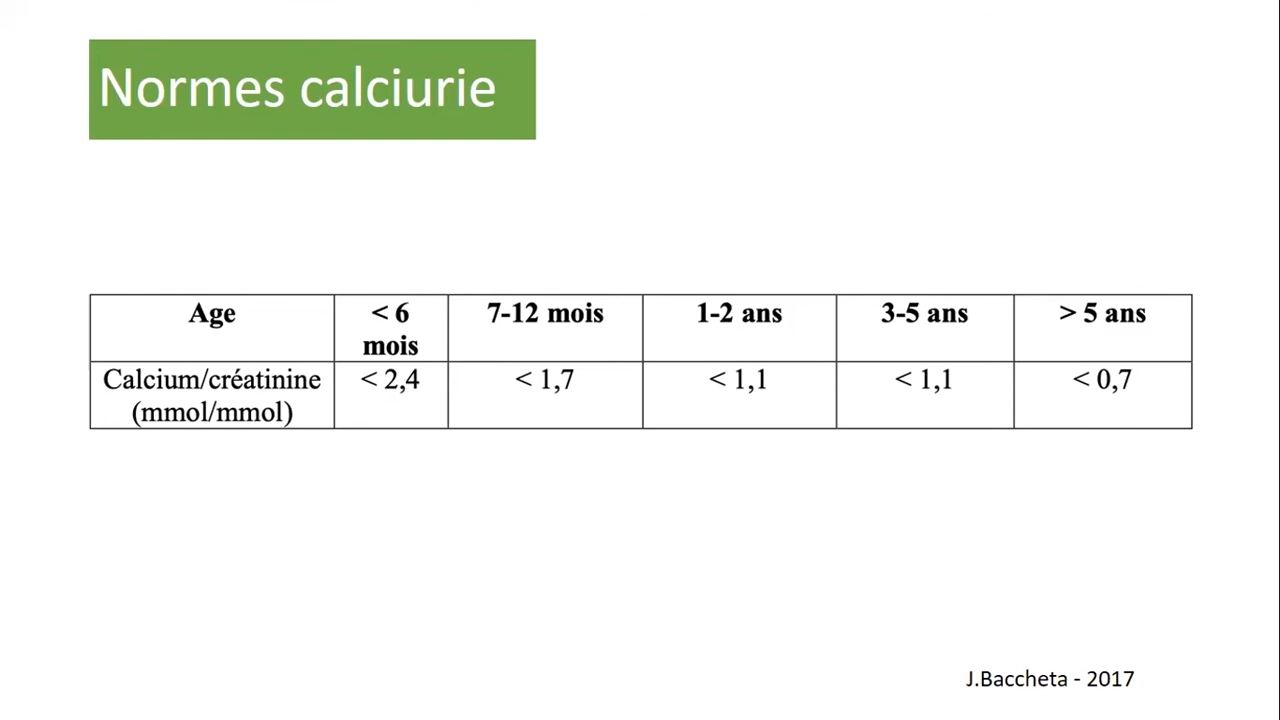 Normes calciurie
Age < 6 mois 7-12 mois 1-2 ans 3-5 ans > 5 ans
Calcium/créatinine (mmol/mmol) < 2,4 < 1,7 < 1,1 < 1,1 < 0,7
J.Baccheta - 2017